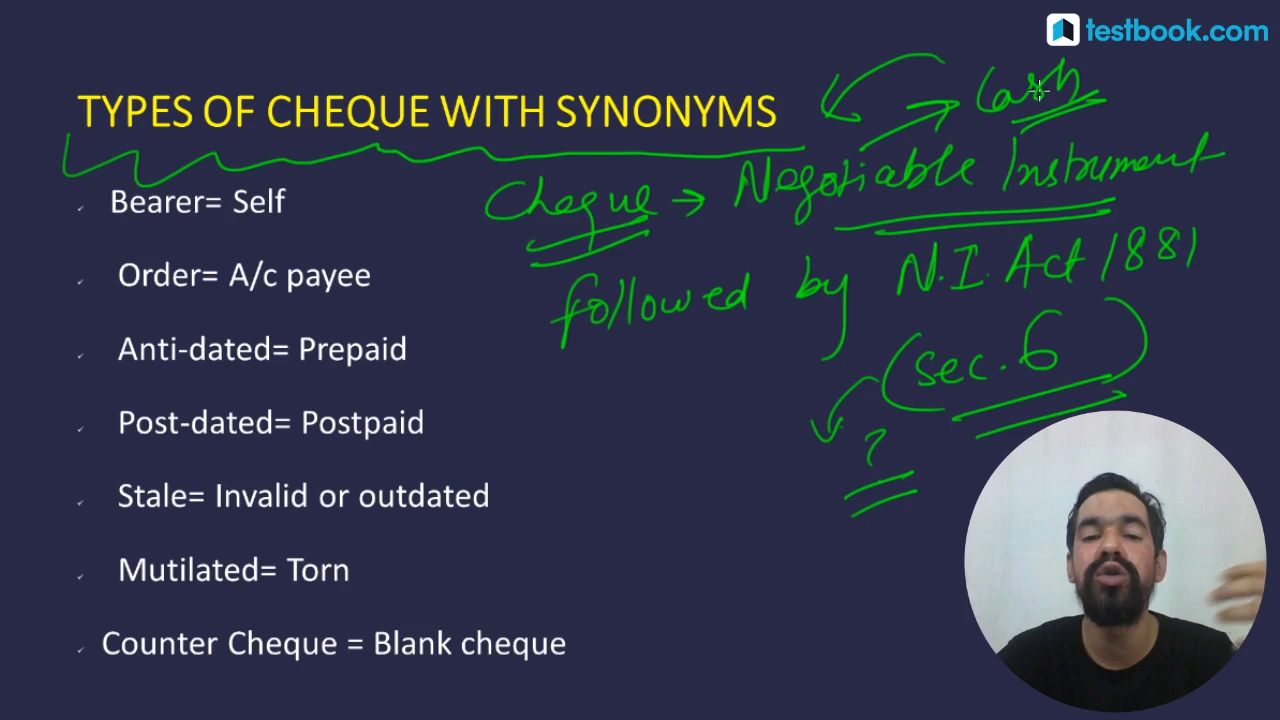 testbook.com
Cash
TYPES OF CHEQUE WITH SYNONYMS
Cheque → Negotiable Instrument
followed by N.I. Act 1881
(sec. 6)
?
Bearer= Self
Order= A/c payee
Anti-dated= Prepaid
Post-dated= Postpaid
Stale= Invalid or outdated
Mutilated= Torn
Counter Cheque = Blank cheque